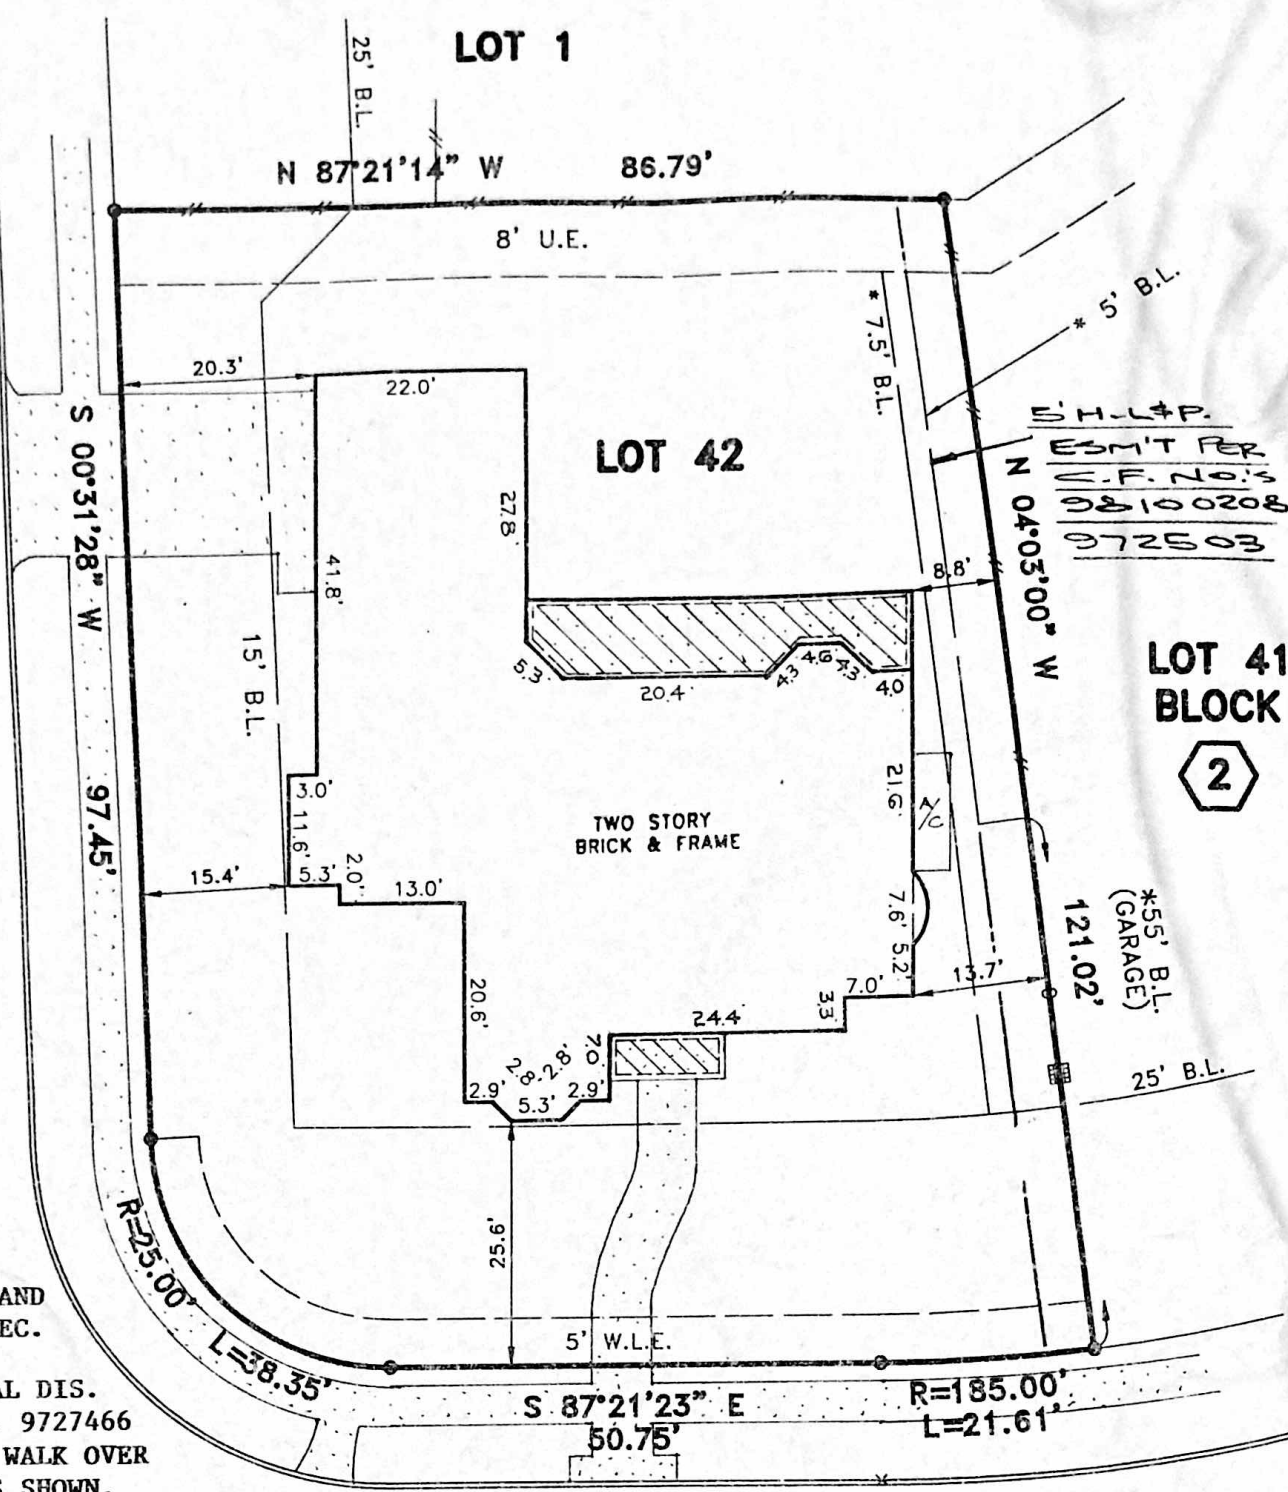 LOT 1
25' B.L.
N 87°21'14" W 86.79'
8' U.E.
* 7.5' B.L.
* 5' B.L.
20.3'
22.0'
LOT 42
5' H.L.&P.
ESM'T PER
C.F. NO.'s
98100208
972503
S 00°31'28" W 97.45'
27.8
41.8'
N 04°03'00" W 121.02'
8.8'
15' B.L.
5.3
20.4
4.3
4.6
4.3
4.0
LOT 41
BLOCK
2
3.0'
11.6'
21.6'
A/C
TWO STORY
BRICK & FRAME
15.4'
5.3'
2.0'
13.0'
7.6'
5.2'
*55' B.L.
(GARAGE)
13.7'
7.0'
3.3
20.6'
24.4
7.0
2.8-2.8'
2.9'
5.3'
2.9'
25' B.L.
25.6'
R=25.00'
L=38.35'
5' W.L.E.
S 87°21'23" E
50.75'
R=185.00'
L=21.61'
AND
EC.
AL DIS.
9727466
WALK OVER
SHOWN.